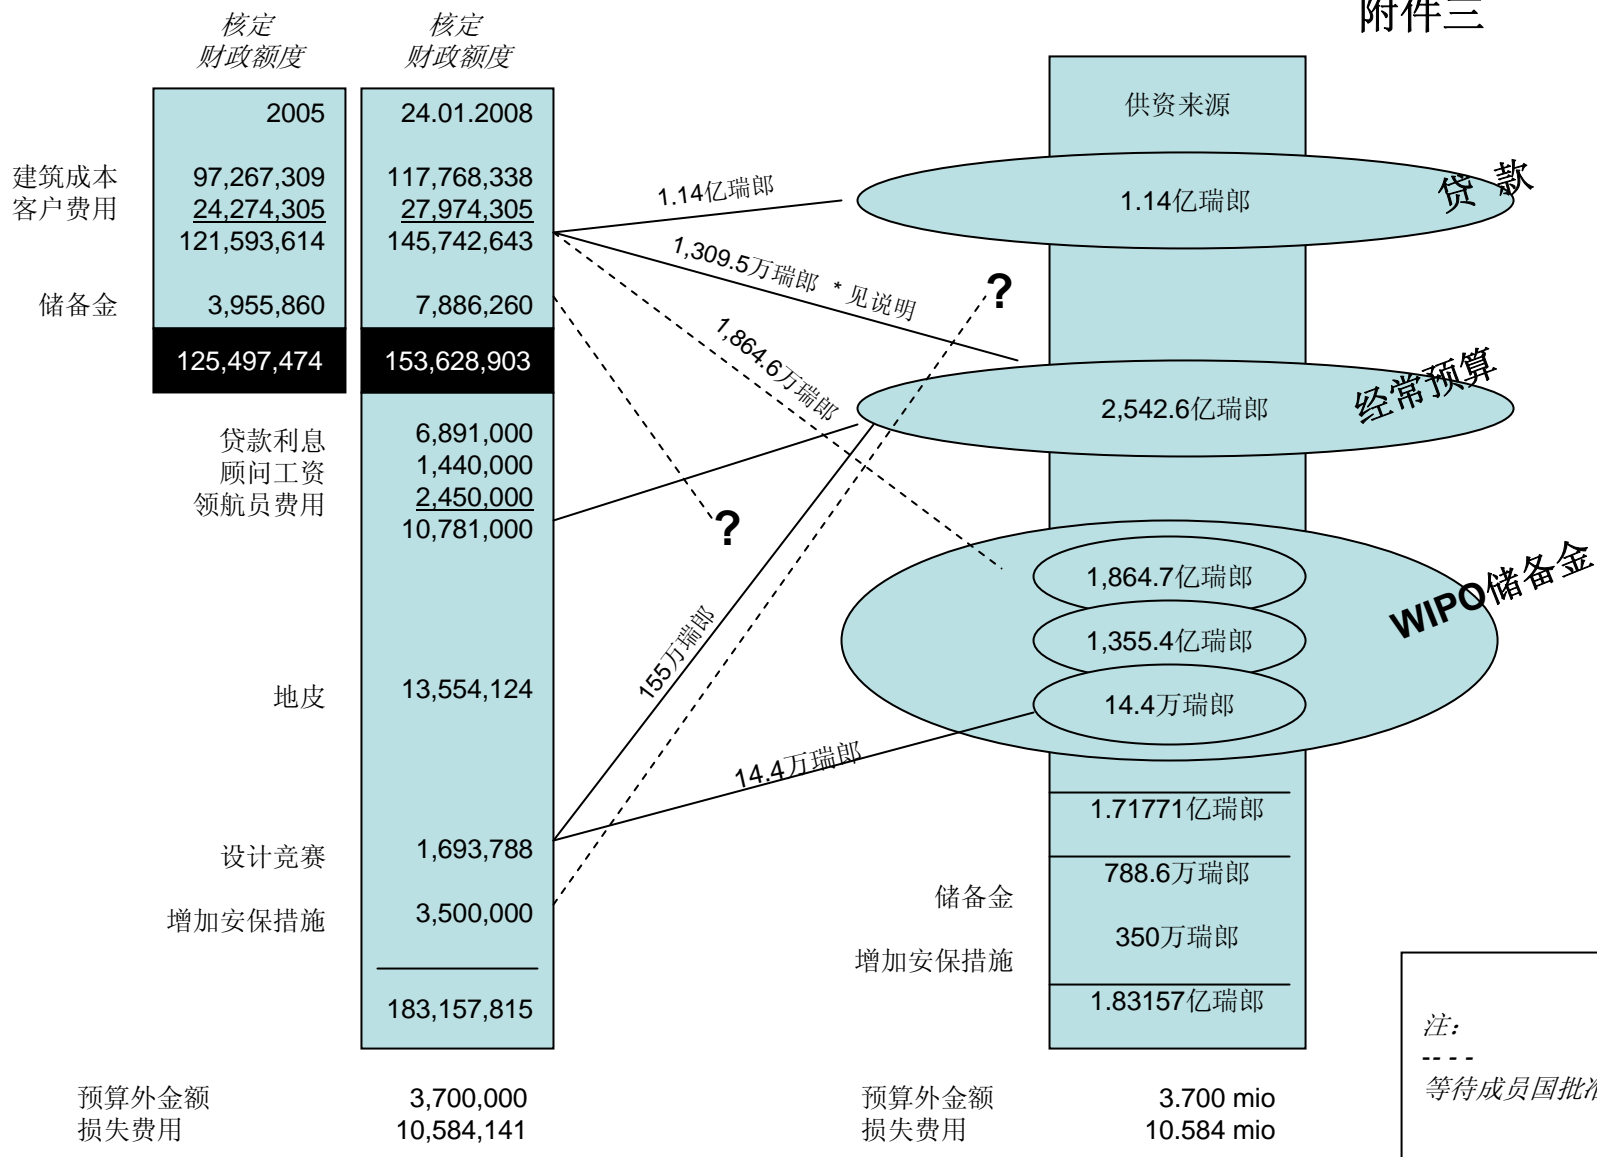 附件三
核定
财政额度
核定
财政额度
2005
24.01.2008
建筑成本 97,267,309 117,768,338
客户费用 24,274,305 27,974,305
121,593,614 145,742,643
储备金 3,955,860 7,886,260
125,497,474 153,628,903
贷款利息 6,891,000
顾问工资 1,440,000
领航员费用 2,450,000
10,781,000
地皮 13,554,124
设计竞赛 1,693,788
增加安保措施 3,500,000
183,157,815
预算外金额 3,700,000
损失费用 10,584,141
1.14亿瑞郎
1,309.5万瑞郎 *见说明
1,864.6万瑞郎
?
?
155万瑞郎
14.4万瑞郎
供资来源
1.14亿瑞郎
贷 款
2,542.6亿瑞郎
经常预算
1,864.7亿瑞郎
1,355.4亿瑞郎
14.4万瑞郎
WIPO储备金
1.71771亿瑞郎
储备金 788.6万瑞郎
增加安保措施 350万瑞郎
1.83157亿瑞郎
预算外金额 3.700 mio
损失费用 10.584 mio
注：
----
等待成员国批准